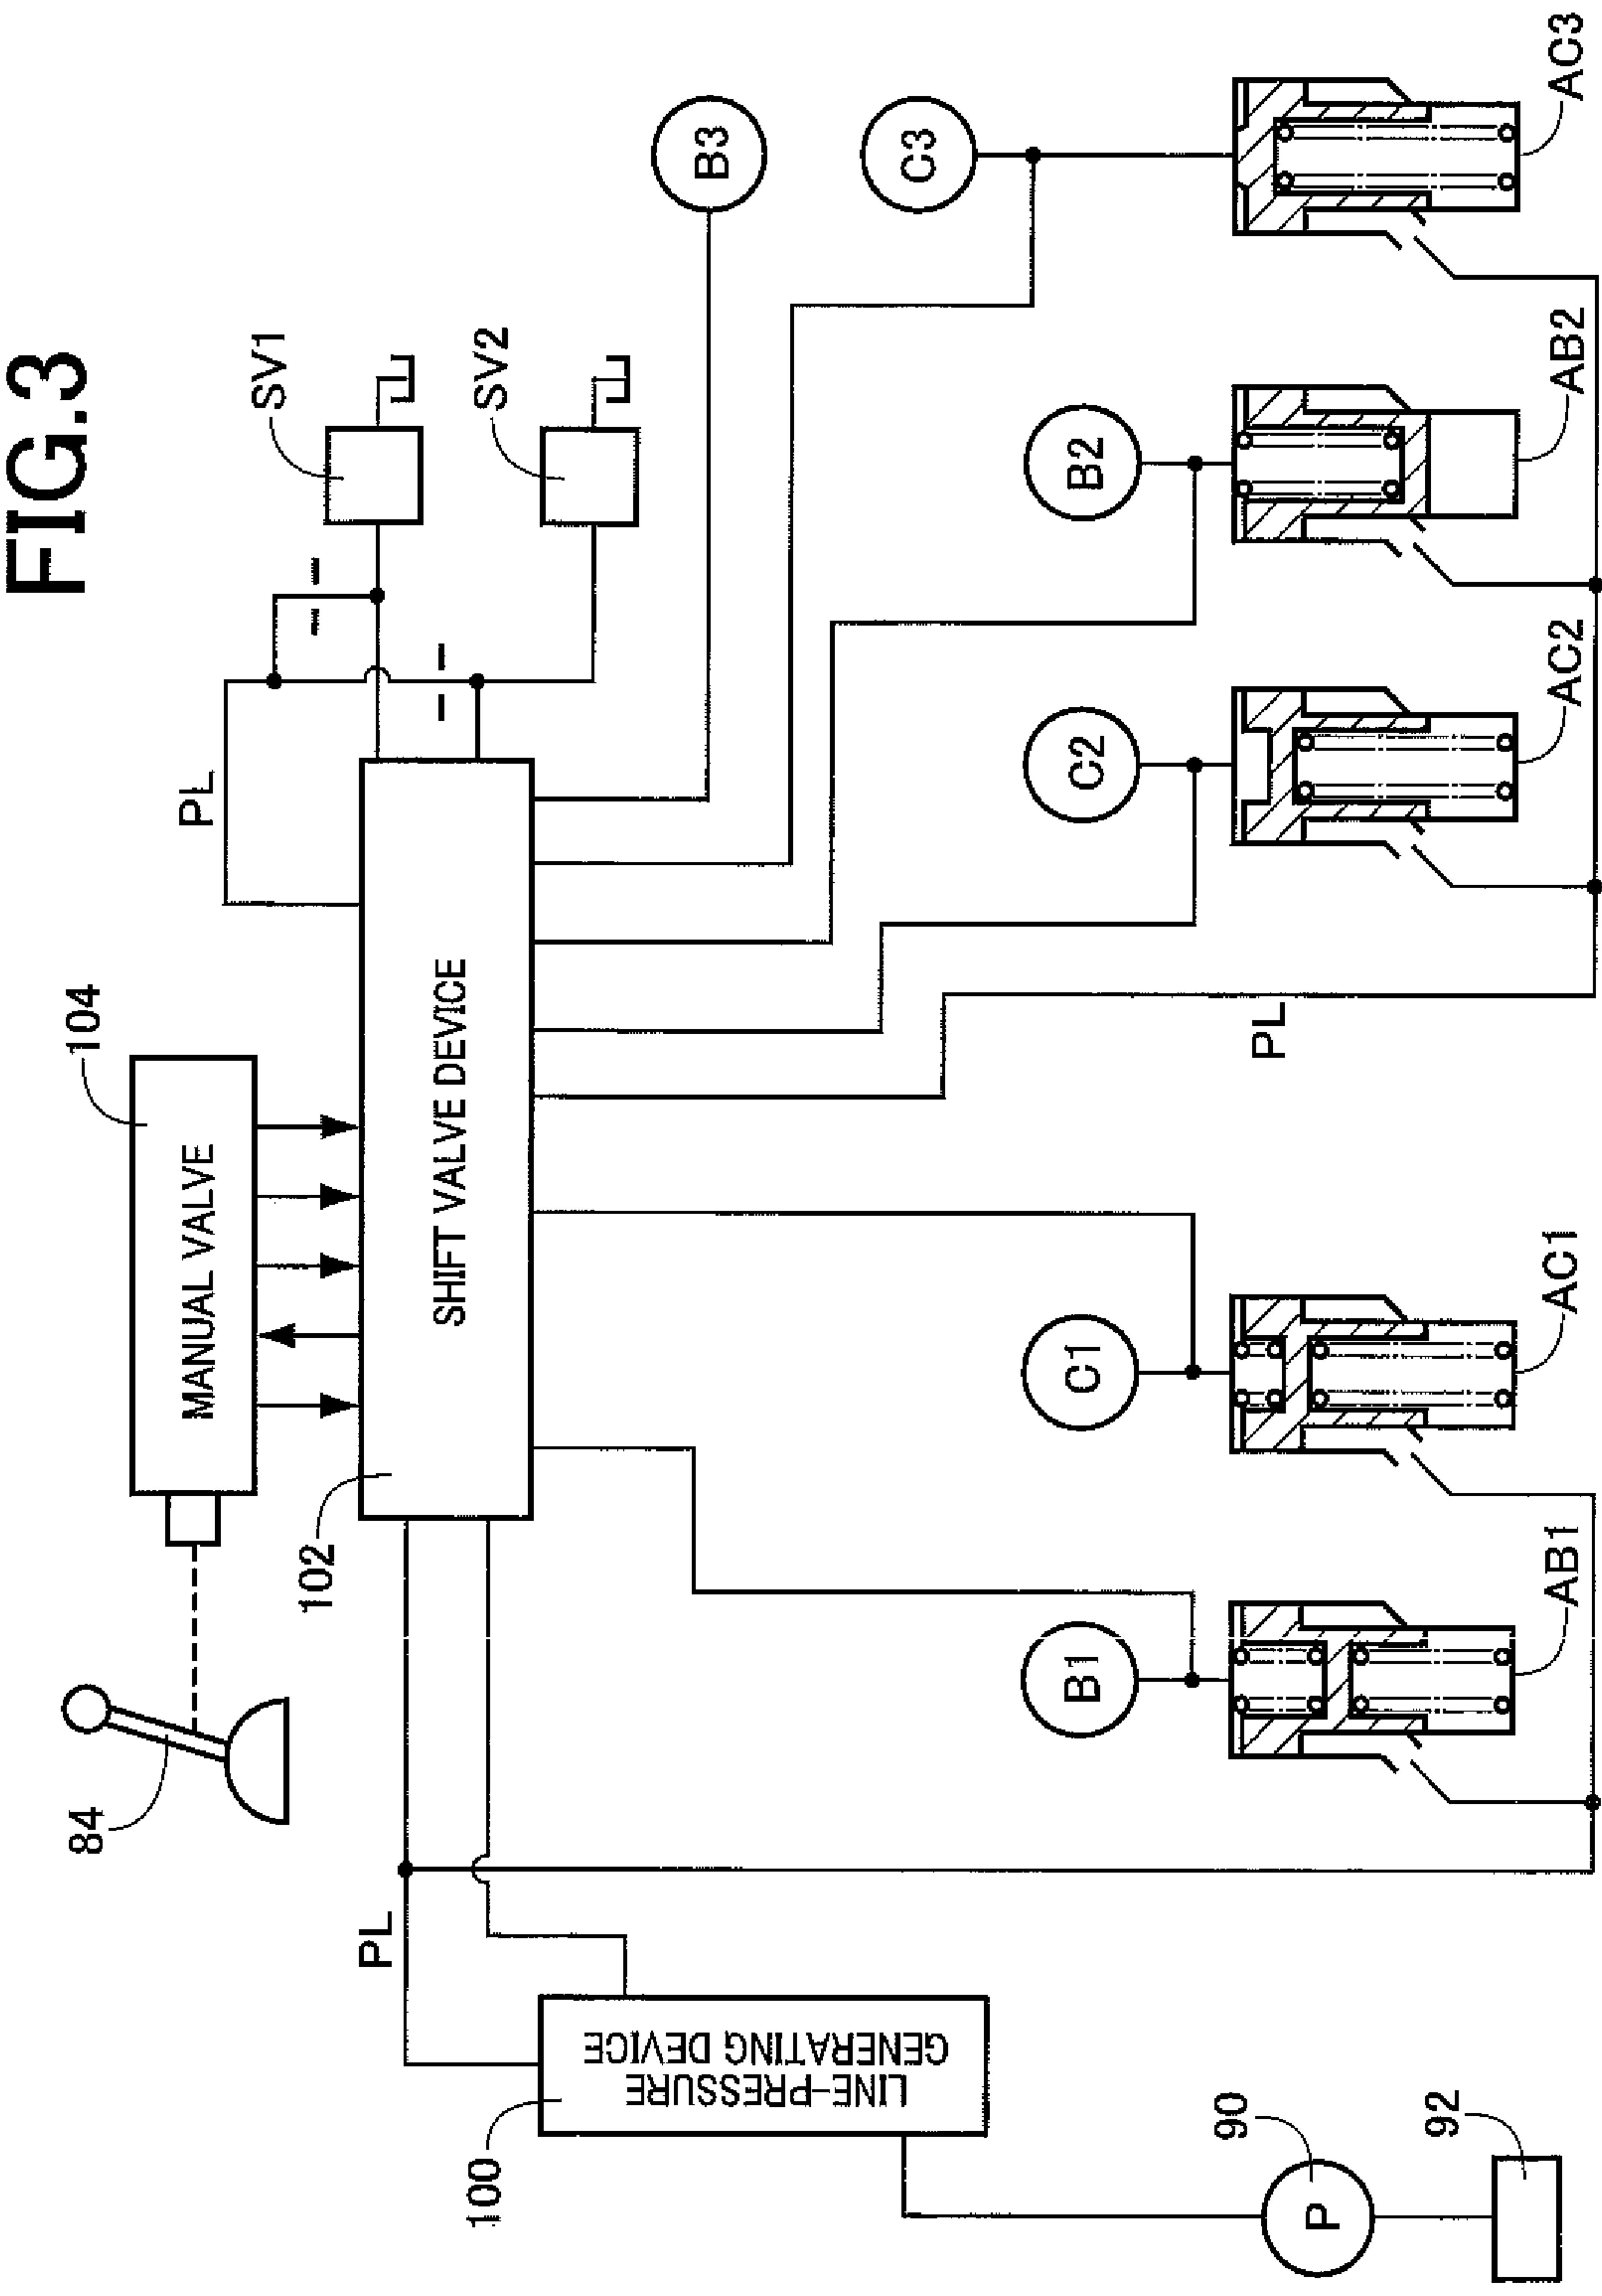 FIG.3
84
104
MANUAL VALVE
PL
SV1
SV2
102
SHIFT VALVE DEVICE
PL
100
LINE-PRESSURE
GENERATING DEVICE
B3
C3
B1
C1
C2
B2
PL
90
P
92
AB1
AC1
AC2
AB2
AC3